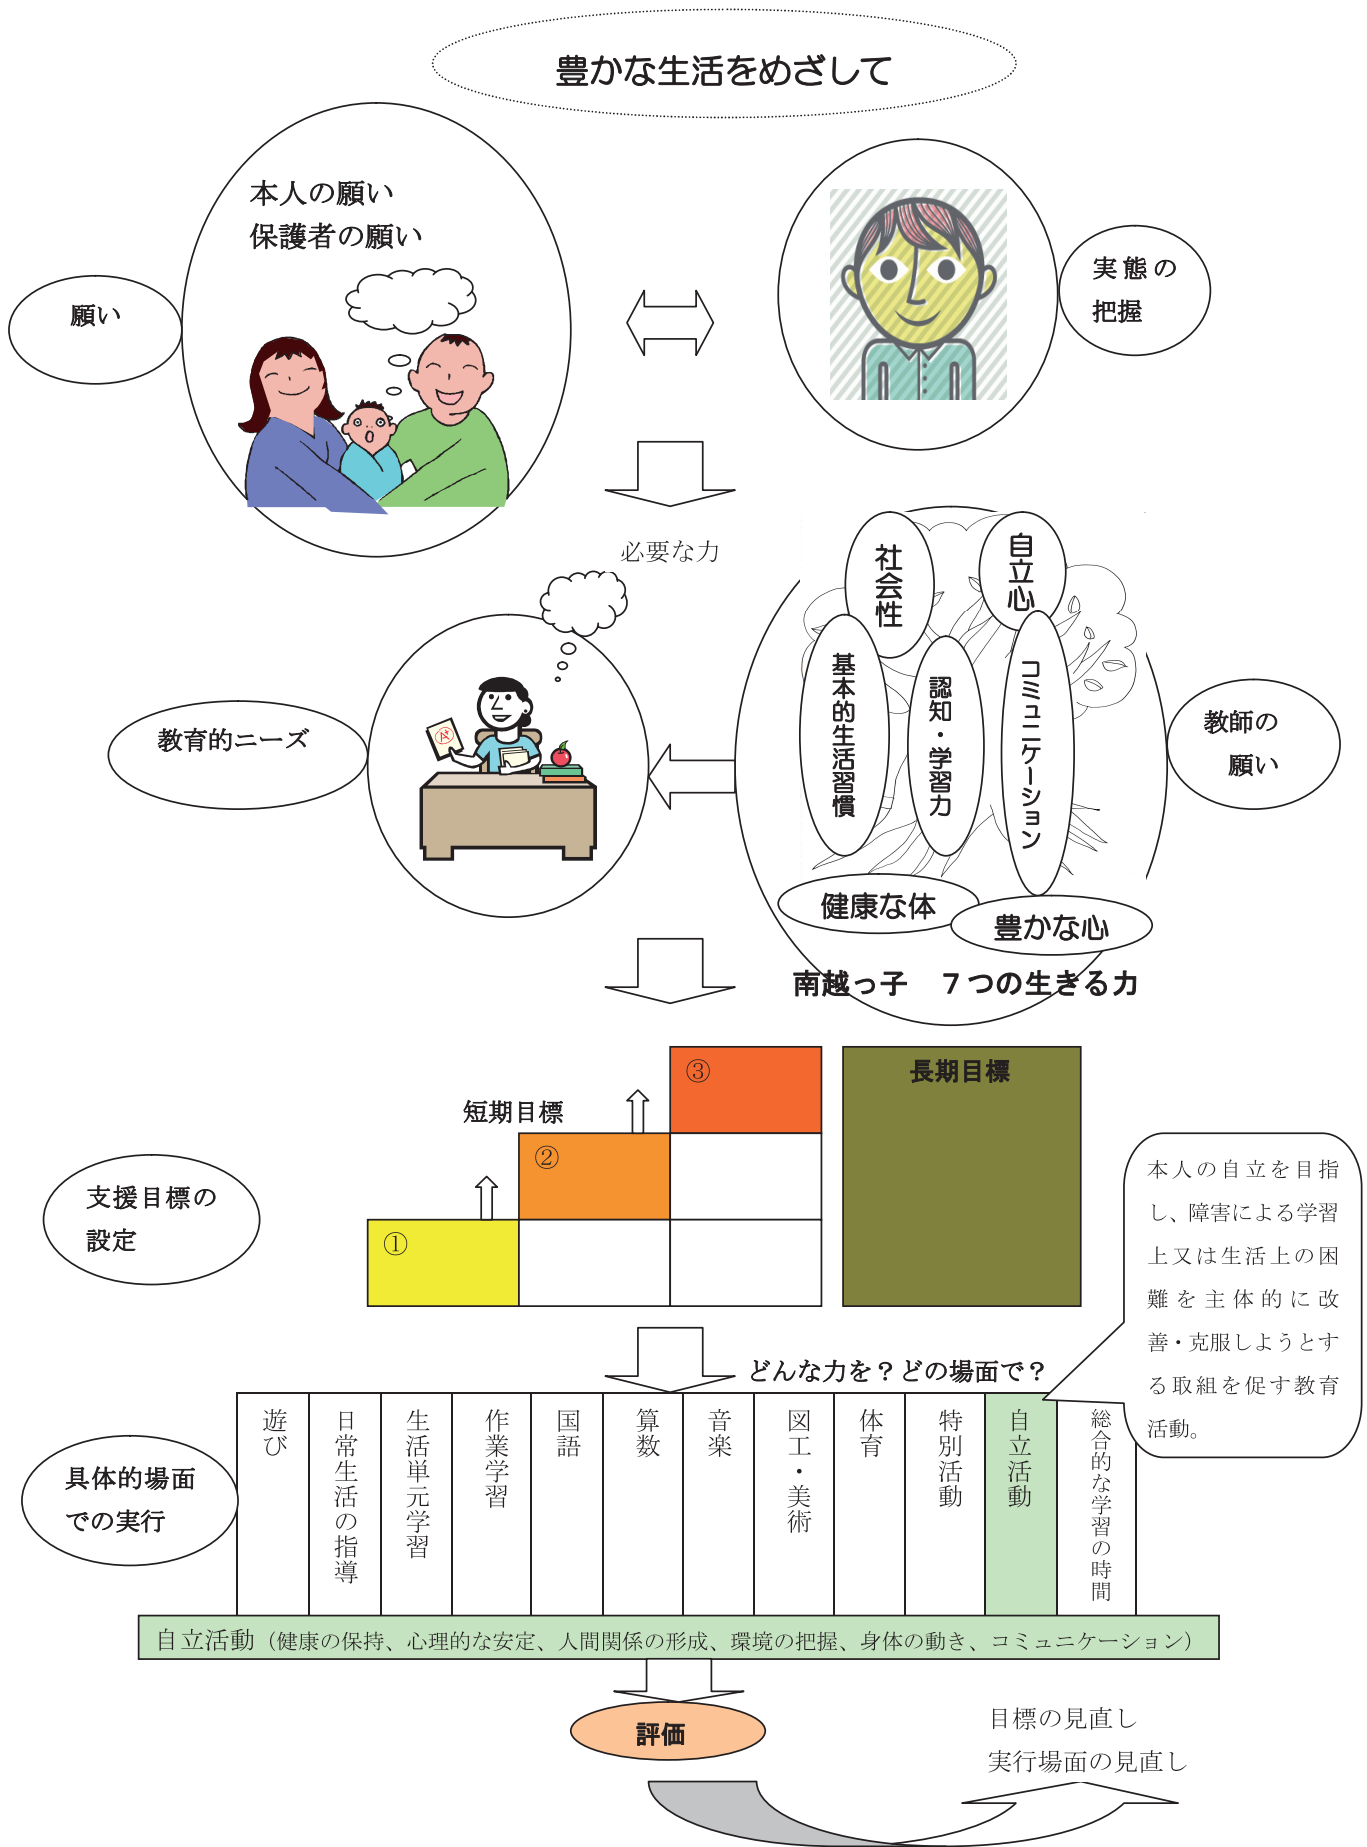 豊かな生活をめざして
本人の願い
保護者の願い
願い
実態の
把握
必要な力
社会性
自立心
基本的生活習慣
認知・学習力
コミュニケーション
健康な体
豊かな心
南越っ子　７つの生きる力
教育的ニーズ
A+
教師の
願い
短期目標
①
②
③
長期目標
支援目標の
設定
本人の自立を目指
し、障害による学習
上又は生活上の困
難を主体的に改
善・克服しようとす
る取組を促す教育
活動。
どんな力を？どの場面で？
具体的場面
での実行
遊び
日常生活の指導
生活単元学習
作業学習
国語
算数
音楽
図工・美術
体育
特別活動
自立活動
総合的な学習の時間
自立活動（健康の保持、心理的な安定、人間関係の形成、環境の把握、身体の動き、コミュニケーション）
評価
目標の見直し
実行場面の見直し